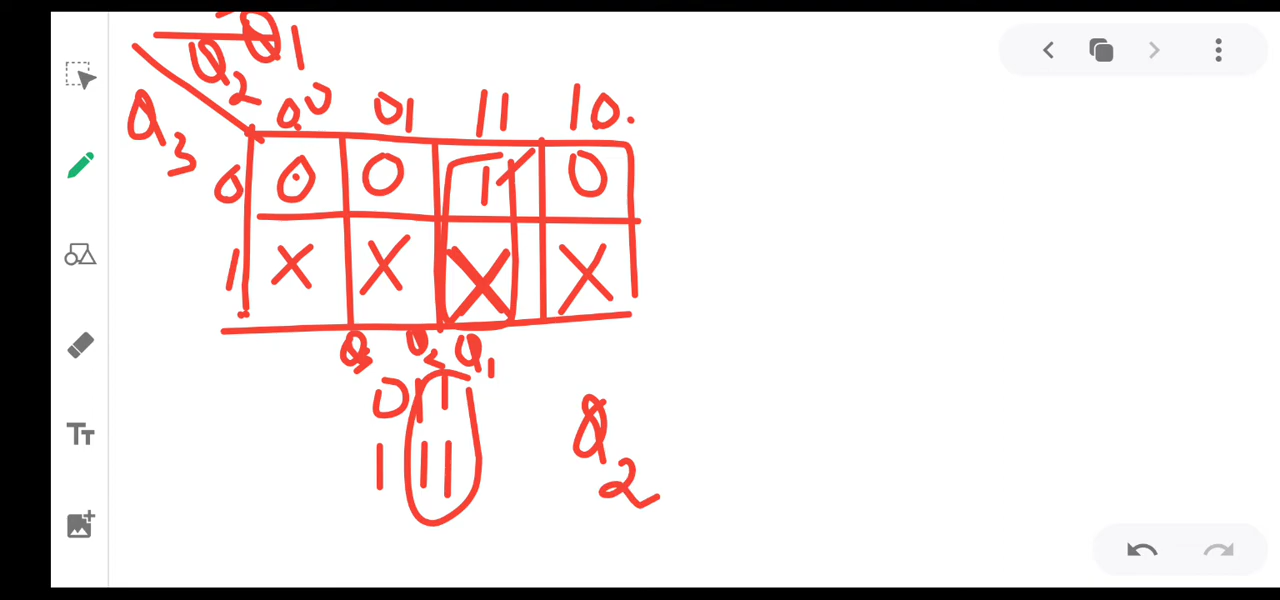 Q2 Q1
Q3 00 01 11 10.
0 0 0 1 0
1 X X X X
Q3 Q2 Q1
0 1 1
1 1 1
Q2
Tт